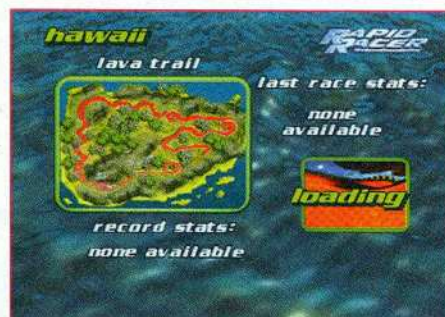 hawaii
RAPID
RACER
lava trail
last race stats:
none
available
loading
record stats:
none available